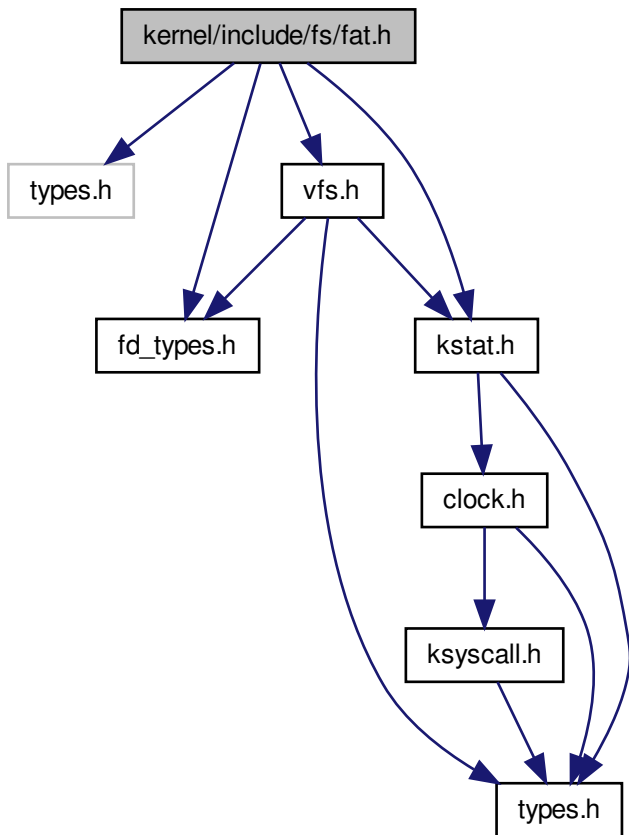 kernel/include/fs/fat.h
types.h
vfs.h
fd_types.h
kstat.h
clock.h
ksyscall.h
types.h